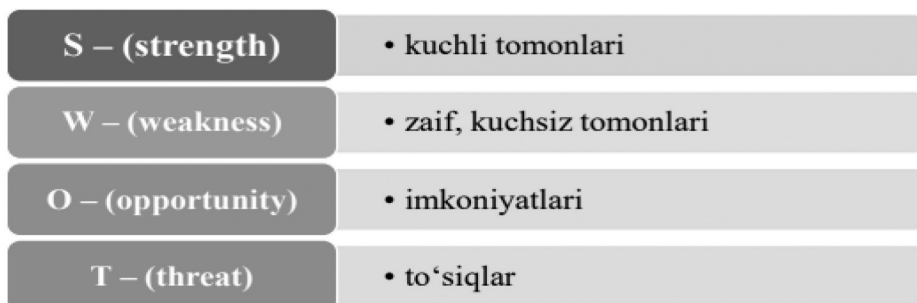 S – (strength) • kuchli tomonlari
W – (weakness) • zaif, kuchsiz tomonlari
O – (opportunity) • imkoniyatlari
T – (threat) • to‘siqlar